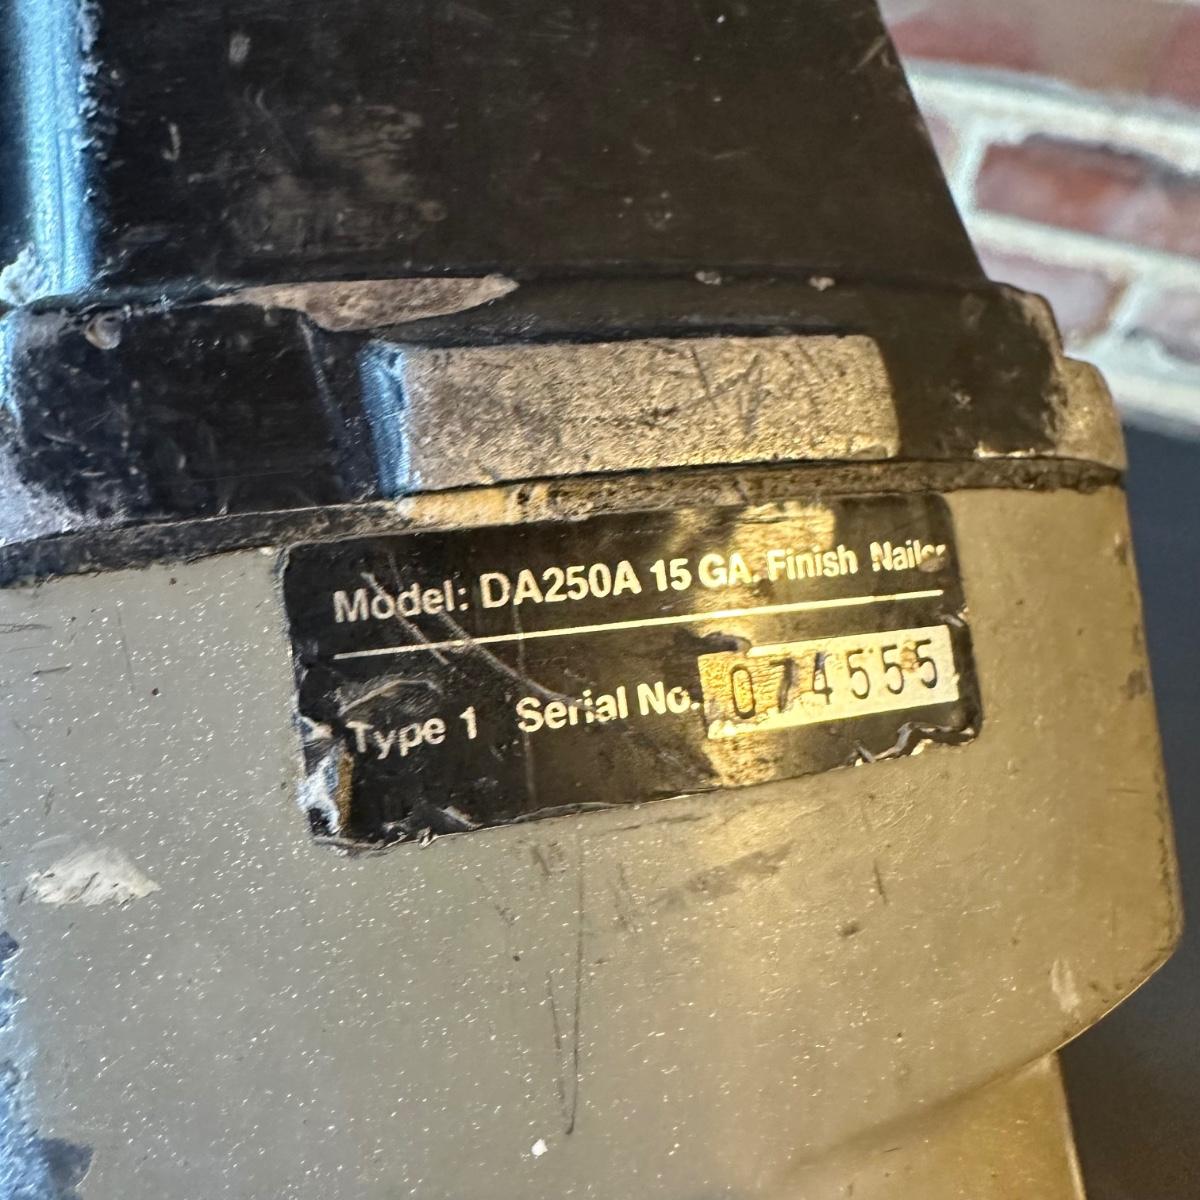 Model: DA250A 15 GA. Finish Nailer
Type 1 Serial No. 074555